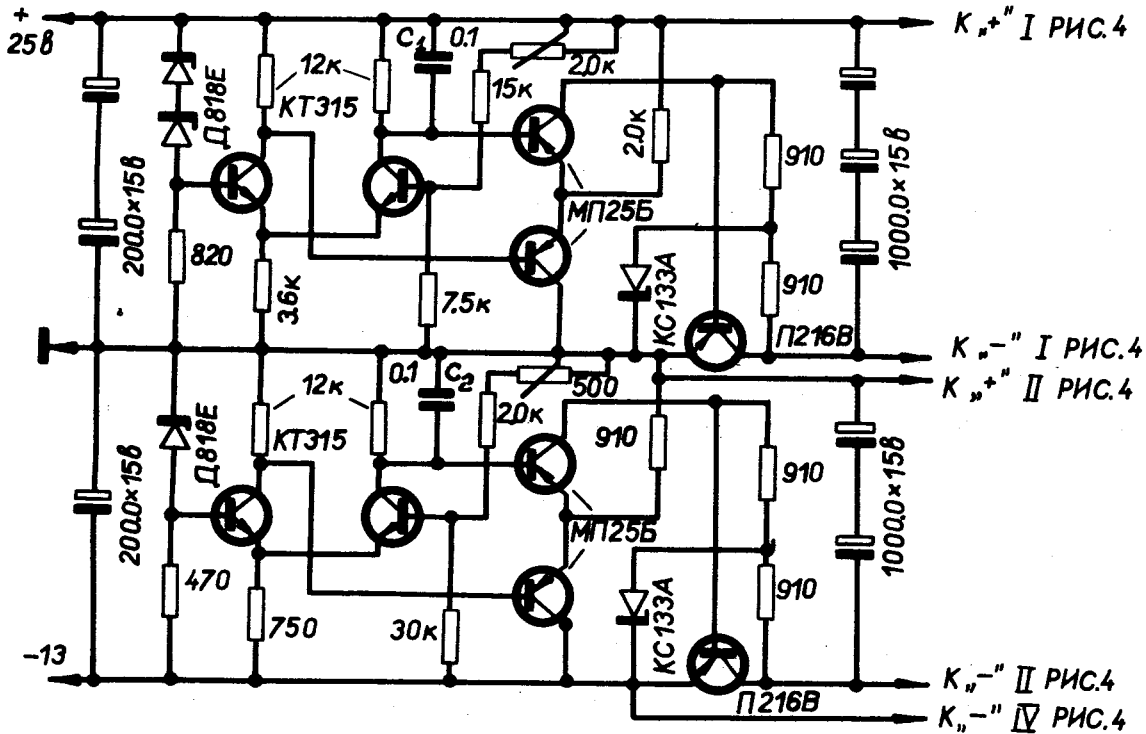 +
25в
C1 0.1
2.0к
К „+" I РИС.4
12к
КТ315
15к
Д818Е
2.0к
910
200.0×15в
МП25Б
1000.0×15в
820
3.6к
7.5к
КС133А
910
П216В
К „−" I РИС.4
К „+" II РИС.4
0.1 C2
500
12к
2.0к
Д818Е
КТ315
910
910
200.0×15в
МП25Б
1000.0×15в
470
750
30к
КС133А
910
−13
П216В
К „−" II РИС.4
К „−" IV РИС.4